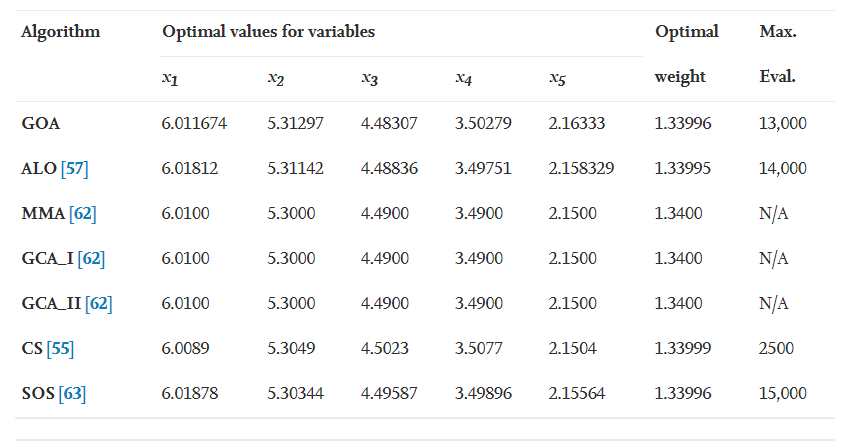 Algorithm Optimal values for variables Optimal Max.
x1 x2 x3 x4 x5 weight Eval.
GOA 6.011674 5.31297 4.48307 3.50279 2.16333 1.33996 13,000
ALO [57] 6.01812 5.31142 4.48836 3.49751 2.158329 1.33995 14,000
MMA [62] 6.0100 5.3000 4.4900 3.4900 2.1500 1.3400 N/A
GCA_I [62] 6.0100 5.3000 4.4900 3.4900 2.1500 1.3400 N/A
GCA_II [62] 6.0100 5.3000 4.4900 3.4900 2.1500 1.3400 N/A
CS [55] 6.0089 5.3049 4.5023 3.5077 2.1504 1.33999 2500
SOS [63] 6.01878 5.30344 4.49587 3.49896 2.15564 1.33996 15,000